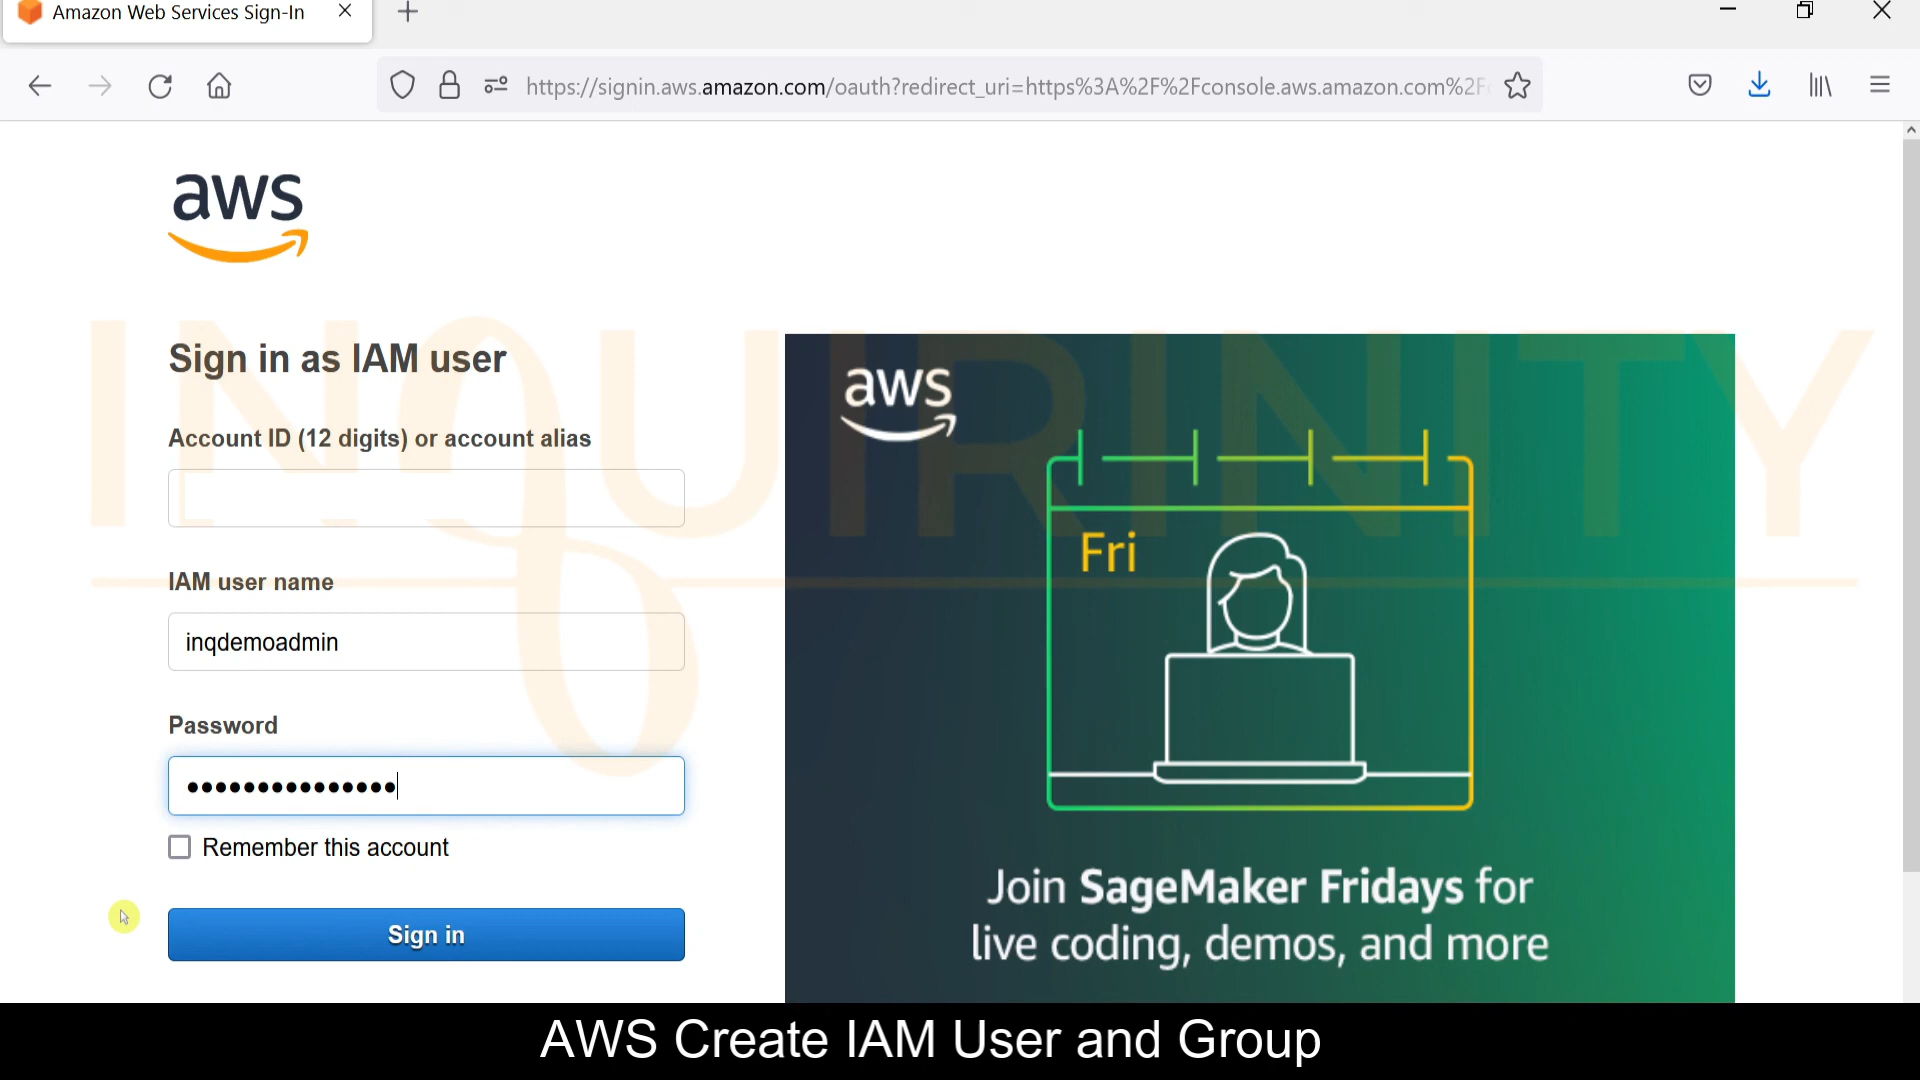 Amazon Web Services Sign-In
https://signin.aws.amazon.com/oauth?redirect_uri=https%3A%2F%2Fconsole.aws.amazon.com%2F
aws
INQUIRINITY
Sign in as IAM user
Account ID (12 digits) or account alias
IAM user name
inqdemoadmin
Password
•••••••••••••••
Remember this account
Sign in
aws
Fri
Join SageMaker Fridays for
live coding, demos, and more
AWS Create IAM User and Group